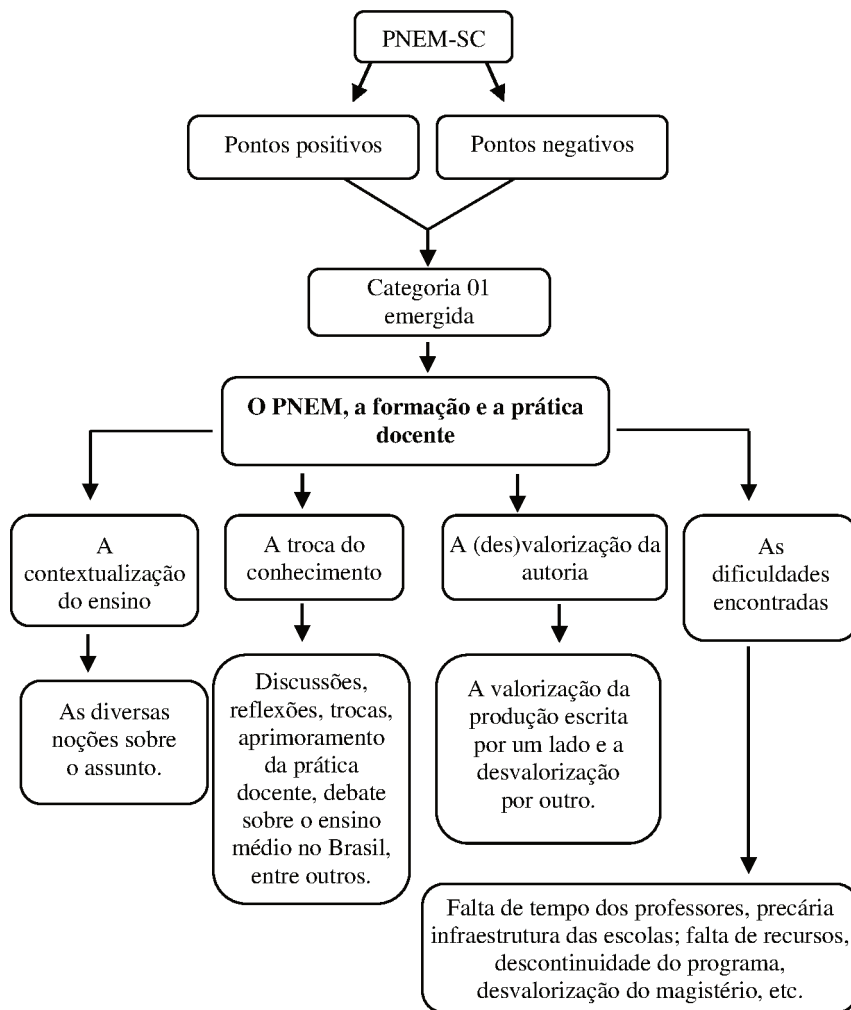 PNEM-SC
Pontos positivos
Pontos negativos
Categoria 01
emergida
O PNEM, a formação e a prática
docente
A
contextualização
do ensino
A troca do
conhecimento
A (des)valorização da
autoria
As
dificuldades
encontradas
As diversas
noções sobre
o assunto.
Discussões,
reflexões, trocas,
aprimoramento
da prática
docente, debate
sobre o ensino
médio no Brasil,
entre outros.
A valorização da
produção escrita
por um lado e a
desvalorização
por outro.
Falta de tempo dos professores, precária
infraestrutura das escolas; falta de recursos,
descontinuidade do programa,
desvalorização do magistério, etc.